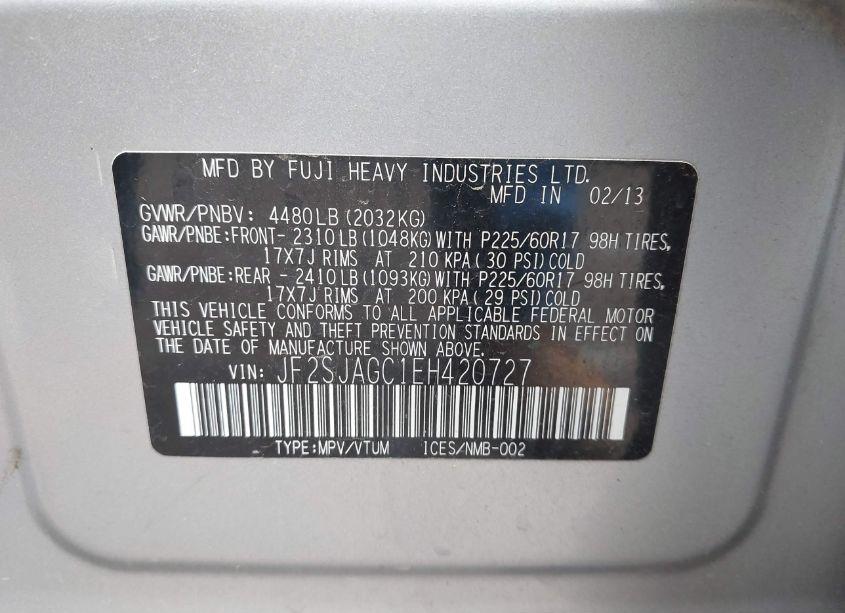 MFD BY FUJI HEAVY INDUSTRIES LTD.
MFD IN 02/13
GVWR/PNBV: 4480LB(2032KG)
GAWR/PNBE:FRONT- 2310LB(1048KG)WITH P225/60R17 98H TIRES,
17X7J RIMS AT 210 KPA.( 30 PSI)COLD
GAWR/PNBE:REAR - 2410LB(1093KG)WITH P225/60R17 98H TIRES,
17X7J RIMS AT 200 KPA.( 29 PSI)COLD
THIS VEHICLE CONFORMS TO ALL APPLICABLE FEDERAL MOTOR
VEHICLE SAFETY AND THEFT PREVENTION STANDARDS IN EFFECT ON
THE DATE OF MANUFACTURE SHOWN ABOVE.
VIN: JF2SJAGC1EH420727
TYPE:MPV/VTUM ICES/NMB-002